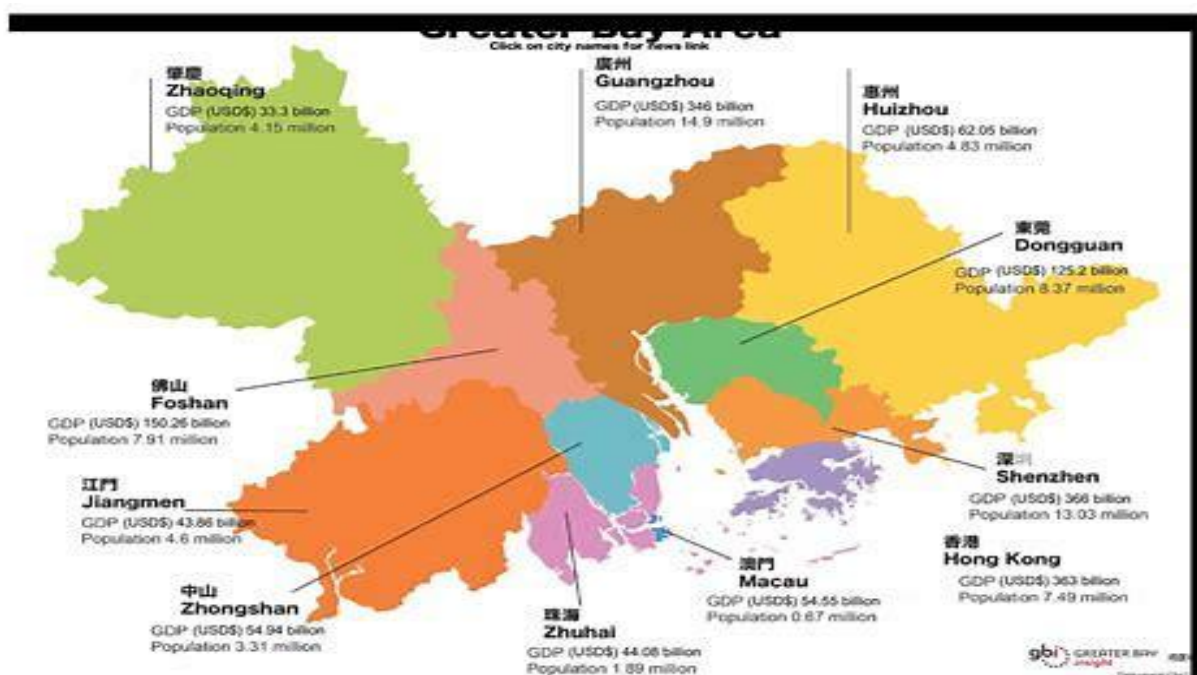 Greater Bay Area
Click on city names for news link
肇慶
Zhaoqing
GDP (USD$) 33.3 billion
Population 4.15 million
廣州
Guangzhou
GDP (USD$) 346 billion
Population 14.9 million
惠州
Huizhou
GDP (USD$) 62.05 billion
Population 4.83 million
東莞
Dongguan
GDP (USD$) 125.2 billion
Population 8.37 million
佛山
Foshan
GDP (USD$) 150.26 billion
Population 7.91 million
江門
Jiangmen
GDP (USD$) 43.86 billion
Population 4.6 million
中山
Zhongshan
GDP (USD$) 54.94 billion
Population 3.31 million
珠海
Zhuhai
GDP (USD$) 44.08 billion
Population 1.89 million
澳門
Macau
GDP (USD$) 54.55 billion
Population 0.67 million
深圳
Shenzhen
GDP (USD$) 366 billion
Population 13.03 million
香港
Hong Kong
GDP (USD$) 363 billion
Population 7.49 million
gbi GREATER BAY
insight